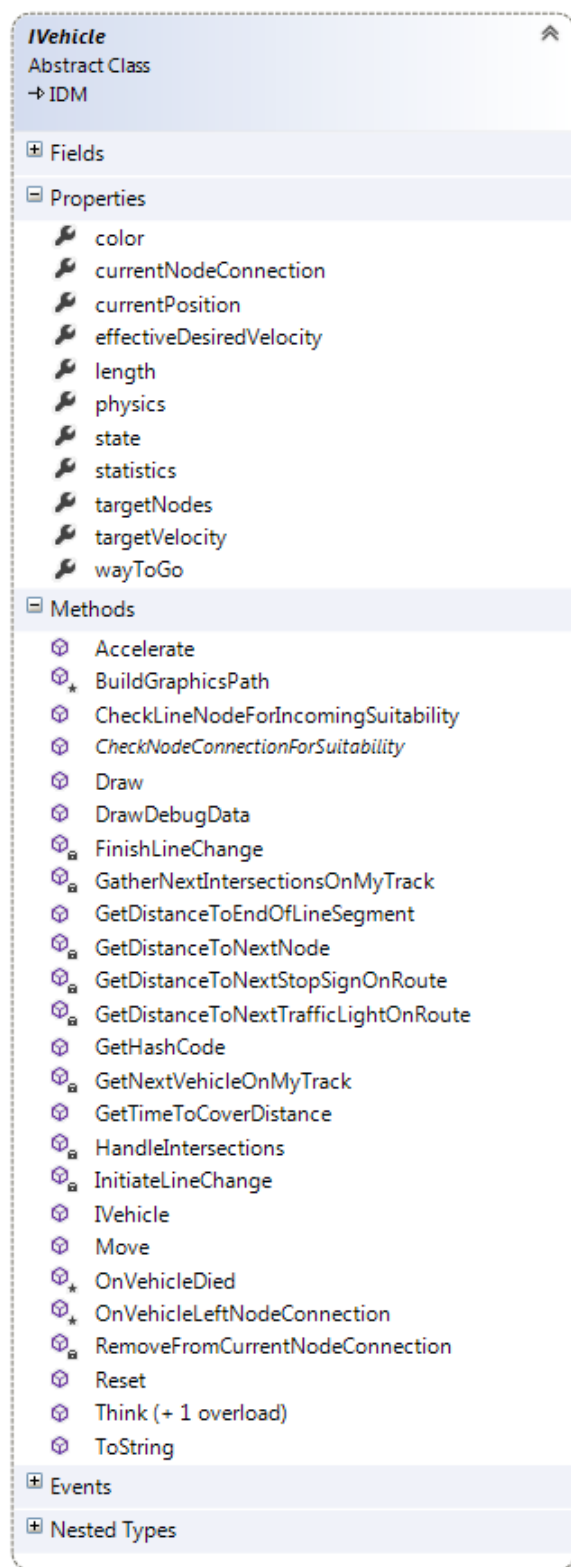 IVehicle
Abstract Class
→ IDM
Fields
Properties
color
currentNodeConnection
currentPosition
effectiveDesiredVelocity
length
physics
state
statistics
targetNodes
targetVelocity
wayToGo
Methods
Accelerate
BuildGraphicsPath
CheckLineNodeForIncomingSuitability
CheckNodeConnectionForSuitability
Draw
DrawDebugData
FinishLineChange
GatherNextIntersectionsOnMyTrack
GetDistanceToEndOfLineSegment
GetDistanceToNextNode
GetDistanceToNextStopSignOnRoute
GetDistanceToNextTrafficLightOnRoute
GetHashCode
GetNextVehicleOnMyTrack
GetTimeToCoverDistance
HandleIntersections
InitiateLineChange
IVehicle
Move
OnVehicleDied
OnVehicleLeftNodeConnection
RemoveFromCurrentNodeConnection
Reset
Think (+ 1 overload)
ToString
Events
Nested Types